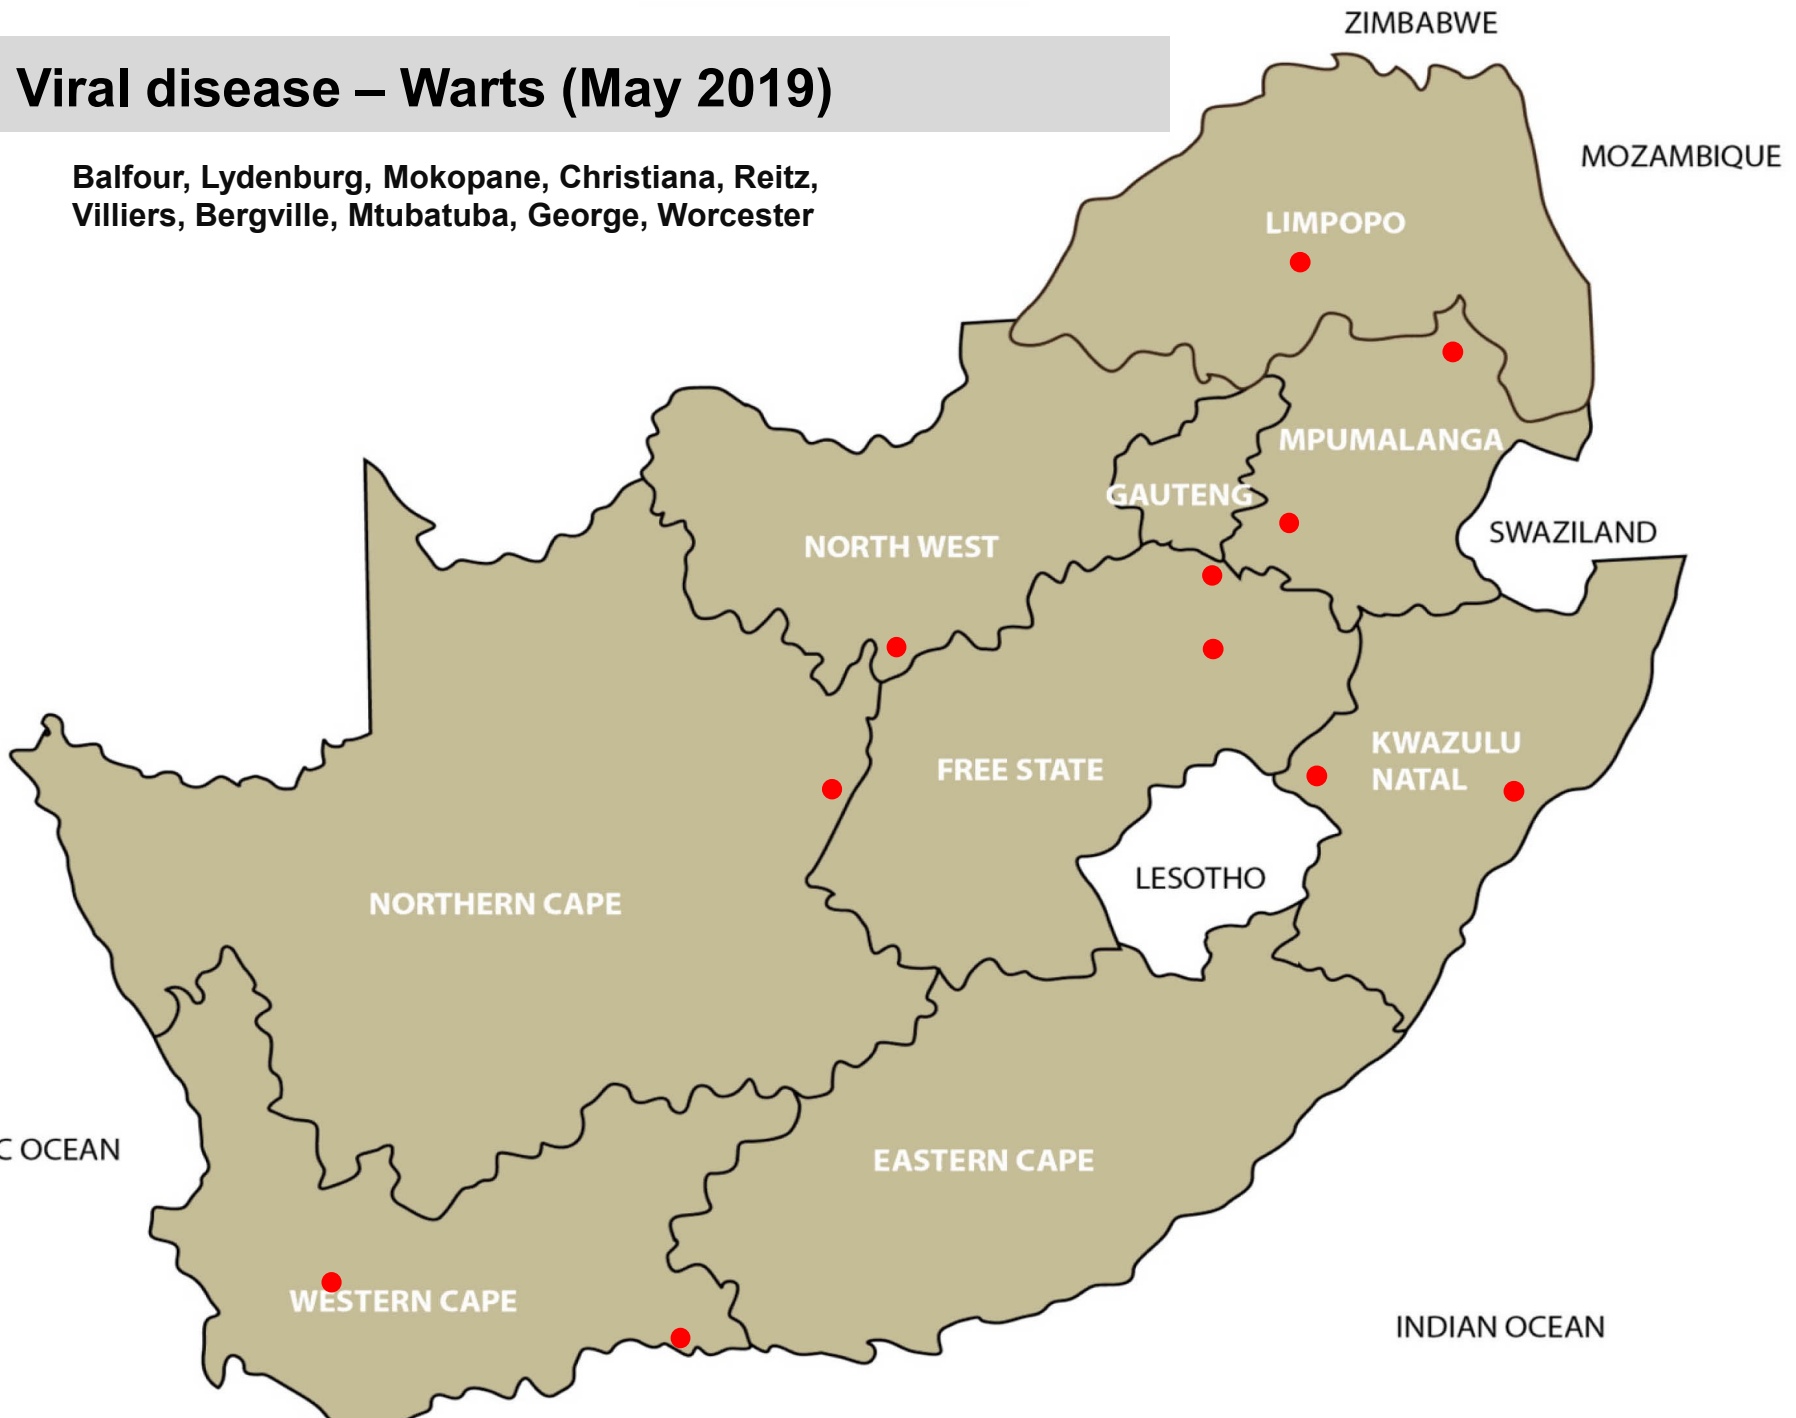 ZIMBABWE
Viral disease – Warts (May 2019)
MOZAMBIQUE
Balfour, Lydenburg, Mokopane, Christiana, Reitz,
Villiers, Bergville, Mtubatuba, George, Worcester
LIMPOPO
MPUMALANGA
GAUTENG
SWAZILAND
NORTH WEST
KWAZULU
NATAL
FREE STATE
LESOTHO
NORTHERN CAPE
C OCEAN
EASTERN CAPE
WESTERN CAPE
INDIAN OCEAN